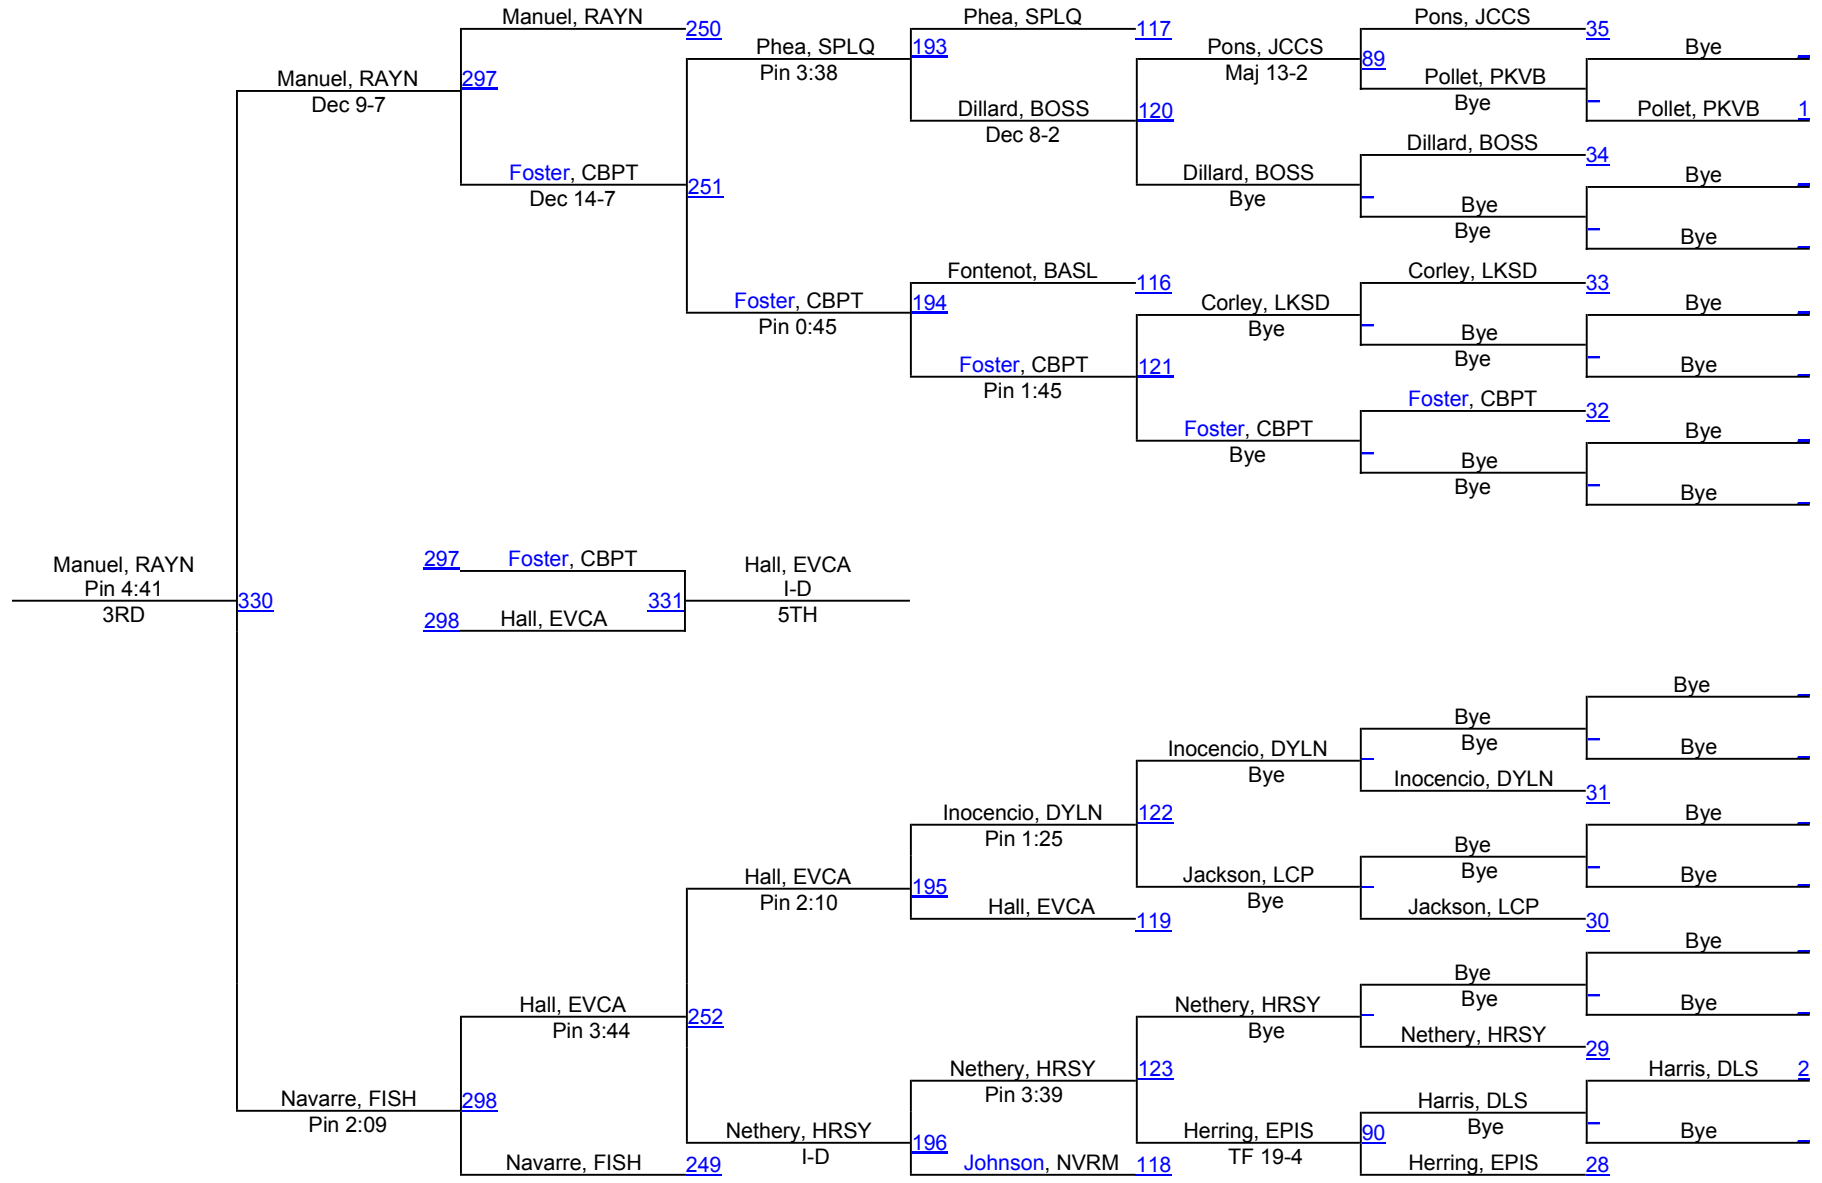 Manuel, RAYN
250
Phea, SPLQ
117
Pons, JCCS
35
Phea, SPLQ
193
Pons, JCCS
Bye
Pin 3:38
Maj 13-2
89
Manuel, RAYN
297
Pollet, PKVB
Dec 9-7
Dillard, BOSS
120
Bye
Pollet, PKVB
1
Dec 8-2
Dillard, BOSS
34
Foster, CBPT
251
Dillard, BOSS
Bye
Dec 14-7
Bye
Bye
Bye
Bye
Fontenot, BASL
116
Corley, LKSD
33
Foster, CBPT
194
Corley, LKSD
Bye
Pin 0:45
Bye
Bye
Bye
Foster, CBPT
121
Bye
Pin 1:45
Foster, CBPT
32
Foster, CBPT
Bye
Bye
Bye
Bye
Bye
Manuel, RAYN
297
Foster, CBPT
Hall, EVCA
Pin 4:41
I-D
3RD
330
331
5TH
298
Hall, EVCA
Bye
Bye
Inocencio, DYLN
Bye
Bye
Bye
Inocencio, DYLN
31
Inocencio, DYLN
122
Bye
Pin 1:25
Bye
Hall, EVCA
195
Jackson, LCP
Bye
Bye
Pin 2:10
Hall, EVCA
119
Bye
Jackson, LCP
30
Bye
Bye
Hall, EVCA
252
Nethery, HRSY
Bye
Bye
Pin 3:44
Bye
Nethery, HRSY
29
Nethery, HRSY
123
Harris, DLS
2
Navarre, FISH
298
Pin 3:39
Harris, DLS
Pin 2:09
Bye
Nethery, HRSY
196
Herring, EPIS
90
Bye
I-D
TF 19-4
Navarre, FISH
249
Johnson, NVRM
118
Herring, EPIS
28